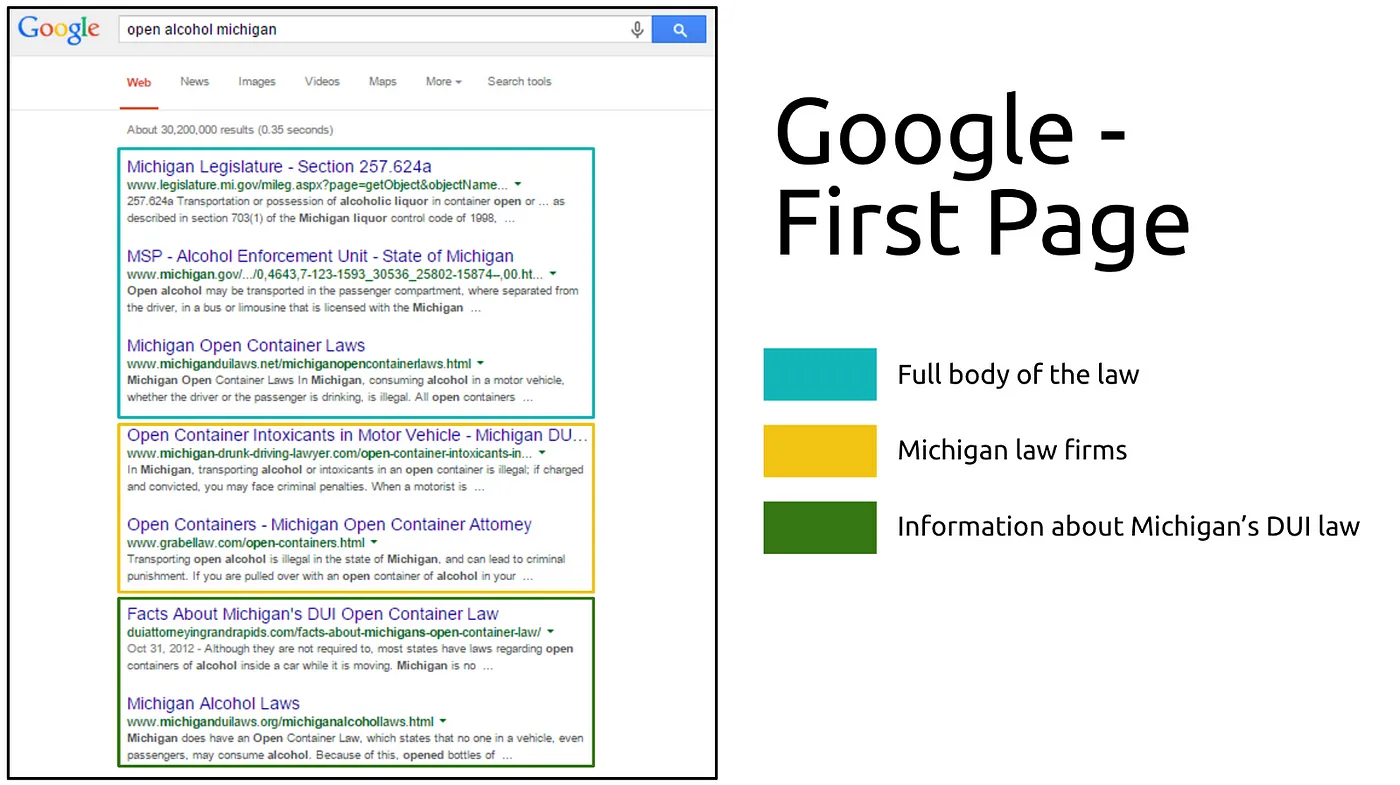 Google
open alcohol michigan
Web News Images Videos Maps More Search tools
About 30,200,000 results (0.35 seconds)
Michigan Legislature - Section 257.624a
www.legislature.mi.gov/mileg.aspx?page=getObject&objectName...
257.624a Transportation or possession of alcoholic liquor in container open or ... as
described in section 703(1) of the Michigan liquor control code of 1998, ...
MSP - Alcohol Enforcement Unit - State of Michigan
www.michigan.gov/.../0,4643,7-123-1593_30536_25802-15874--,00.ht...
Open alcohol may be transported in the passenger compartment, where separated from
the driver, in a bus or limousine that is licensed with the Michigan ...
Michigan Open Container Laws
www.michiganduilaws.net/michiganopencontainerlaws.html
Michigan Open Container Laws In Michigan, consuming alcohol in a motor vehicle,
whether the driver or the passenger is drinking, is illegal. All open containers ...
Open Container Intoxicants in Motor Vehicle - Michigan DU...
www.michigan-drunk-driving-lawyer.com/open-container-intoxicants-in...
In Michigan, transporting alcohol or intoxicants in an open container is illegal; if charged
and convicted, you may face criminal penalties. When a motorist is ...
Open Containers - Michigan Open Container Attorney
www.grabellaw.com/open-containers.html
Transporting open alcohol is illegal in the state of Michigan, and can lead to criminal
punishment. If you are pulled over with an open container of alcohol in your ...
Facts About Michigan's DUI Open Container Law
duiattorneyingrandrapids.com/facts-about-michigans-open-container-law/
Oct 31, 2012 - Although they are not required to, most states have laws regarding open
containers of alcohol inside a car while it is moving. Michigan is no ...
Michigan Alcohol Laws
www.michiganduilaws.org/michiganalcohollaws.html
Michigan does have an Open Container Law, which states that no one in a vehicle, even
passengers, may consume alcohol. Because of this, opened bottles of ...
Google -
First Page
Full body of the law
Michigan law firms
Information about Michigan’s DUI law